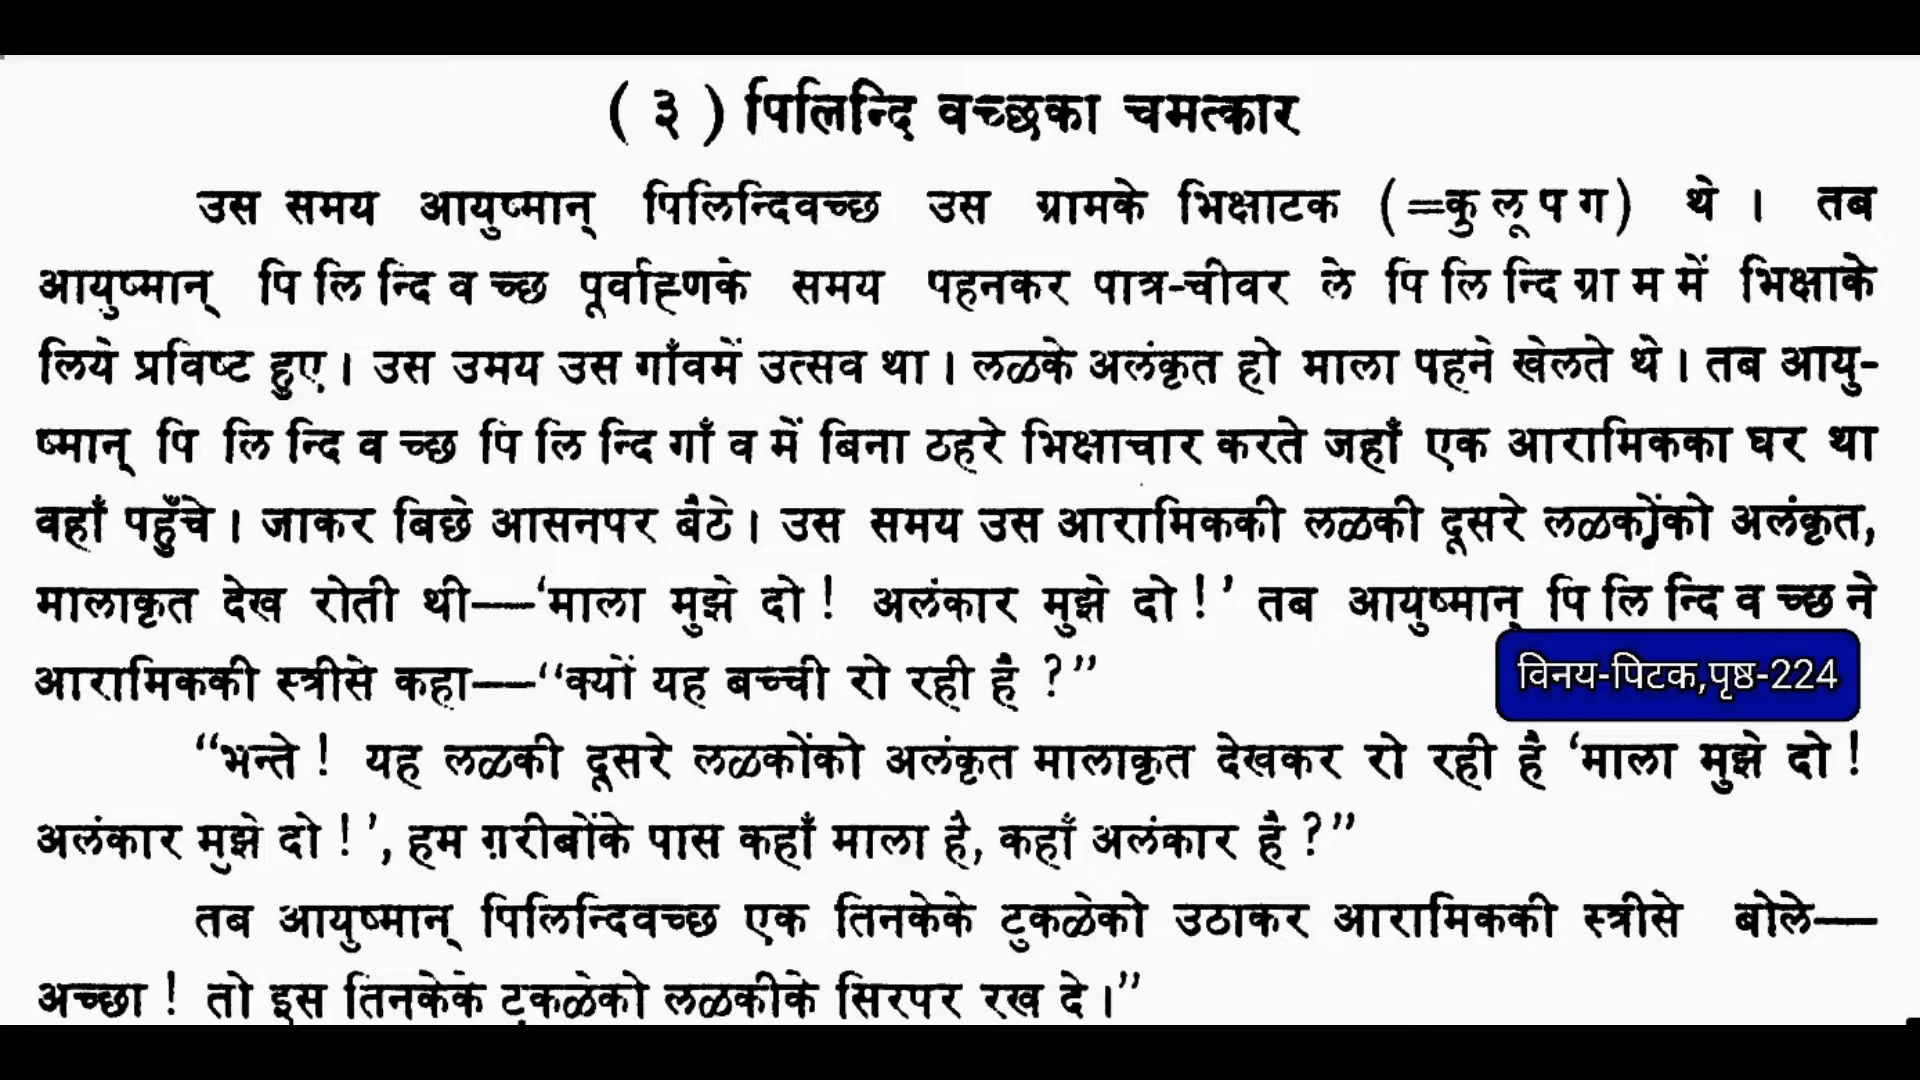 ( ३ ) पिलिन्दि वच्छका चमत्कार
उस समय आयुष्मान् पिलिन्दिवच्छ उस ग्रामके भिक्षाटक (=कु लू प ग) थे । तब
आयुष्मान् पि लि न्दि व च्छ पूर्वाह्णके समय पहनकर पात्र-चीवर ले पि लि न्दि ग्रा म में भिक्षाके
लिये प्रविष्ट हुए । उस उमय उस गाँवमें उत्सव था । लळके अलंकृत हो माला पहने खेलते थे । तब आयु-
ष्मान् पि लि न्दि व च्छ पि लि न्दि गाँ व में बिना ठहरे भिक्षाचार करते जहाँ एक आरामिकका घर था
वहाँ पहुँचे । जाकर बिछे आसनपर बैठे । उस समय उस आरामिककी लळकी दूसरे लळकोंको अलंकृत,
मालाकृत देख रोती थी—‘माला मुझे दो ! अलंकार मुझे दो !’ तब आयुष्मान् पि लि न्दि व च्छ ने
आरामिककी स्त्रीसे कहा—“क्यों यह बच्ची रो रही है ?”
विनय-पिटक,पृष्ठ-224
“भन्ते ! यह लळकी दूसरे लळकोंको अलंकृत मालाकृत देखकर रो रही है ‘माला मुझे दो !
अलंकार मुझे दो !’, हम ग़रीबोंके पास कहाँ माला है, कहाँ अलंकार है ?”
तब आयुष्मान् पिलिन्दिवच्छ एक तिनकेके टुकळेको उठाकर आरामिककी स्त्रीसे बोले—
अच्छा ! तो इस तिनकेके टुकळेको लळकीके सिरपर रख दे ।”